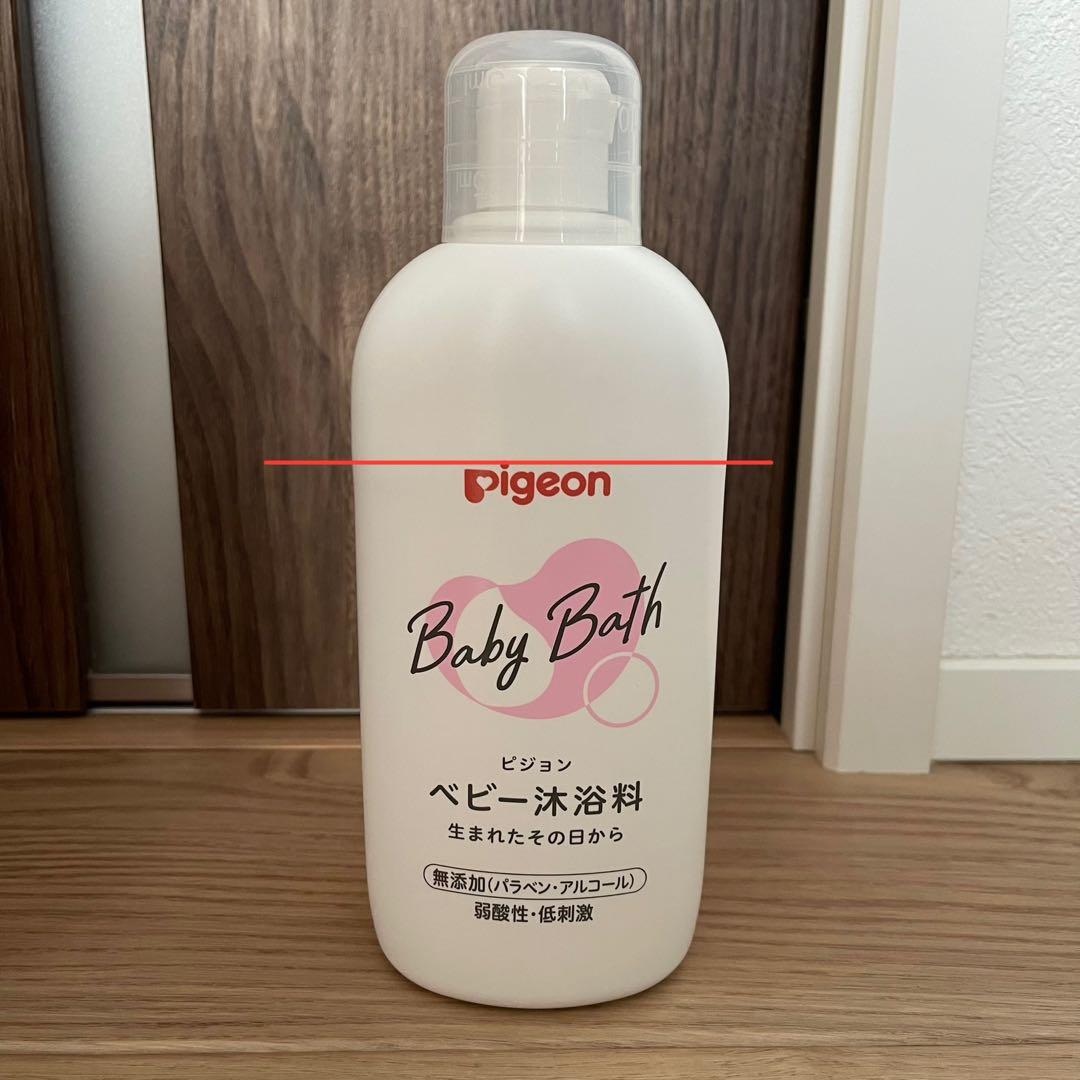 Pigeon
Baby Bath
ピジョン
ベビー沐浴料
生まれたその日から
無添加(パラベン・アルコール)
弱酸性・低刺激